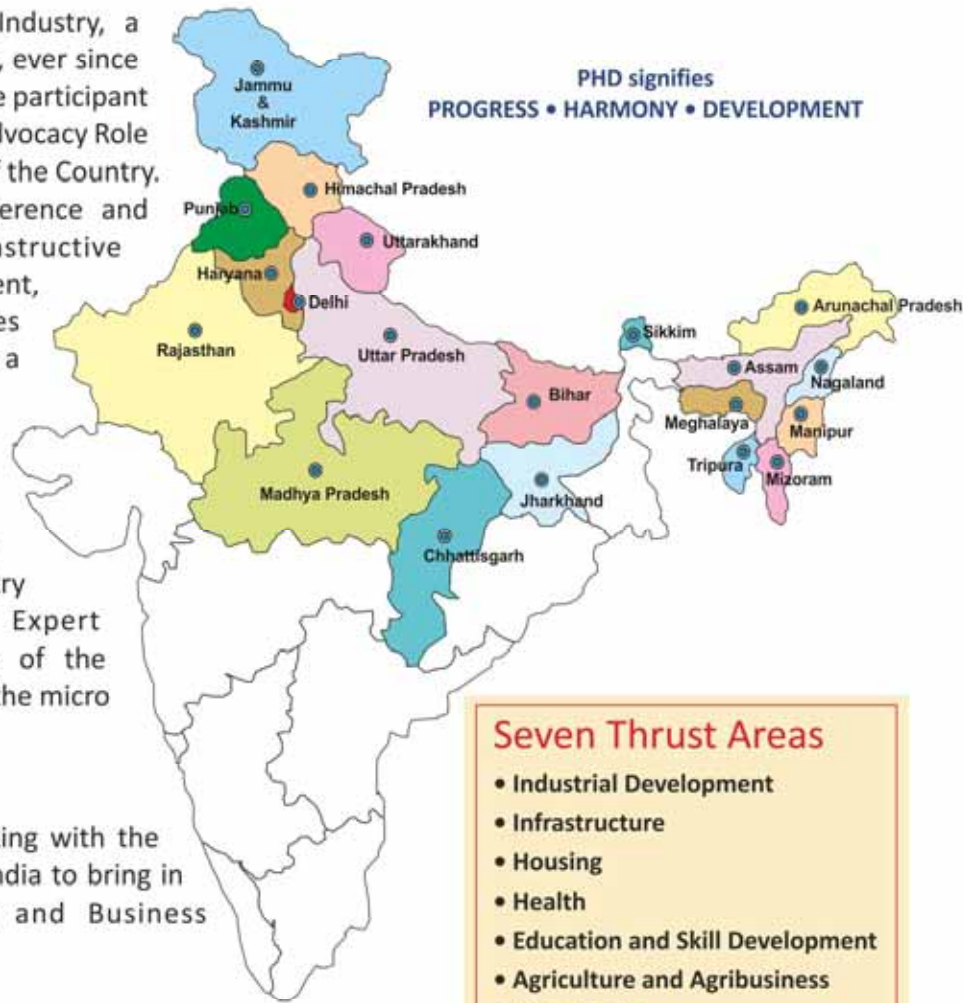 Industry, a
, ever since
e participant
dvocacy Role
f the Country.
erence and
nstructive
ent,
es
a
ry
Expert
of the
the micro
ing with the
ndia to bring in
and Business
PHD signifies
PROGRESS • HARMONY • DEVELOPMENT
Jammu
&
Kashmir
Himachal Pradesh
Punjab
Uttarakhand
Haryana
Delhi
Rajasthan
Uttar Pradesh
Bihar
Sikkim
Arunachal Pradesh
Assam
Nagaland
Meghalaya
Manipur
Tripura
Mizoram
Madhya Pradesh
Jharkhand
Chhattisgarh
Seven Thrust Areas
• Industrial Development
• Infrastructure
• Housing
• Health
• Education and Skill Development
• Agriculture and Agribusiness